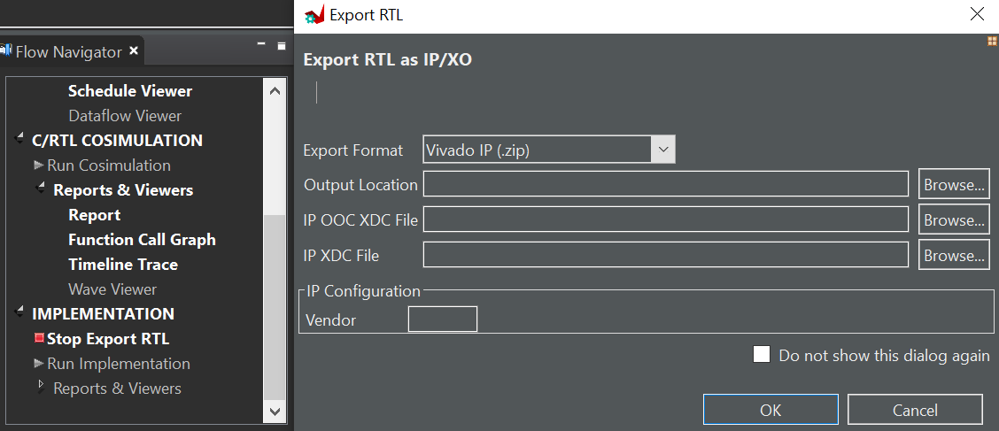 Flow Navigator
Schedule Viewer
Dataflow Viewer
C/RTL COSIMULATION
Run Cosimulation
Reports & Viewers
Report
Function Call Graph
Timeline Trace
Wave Viewer
IMPLEMENTATION
Stop Export RTL
Run Implementation
Reports & Viewers
Export RTL
Export RTL as IP/XO
Export Format Vivado IP (.zip)
Output Location Browse...
IP OOC XDC File Browse...
IP XDC File Browse...
IP Configuration
Vendor
Do not show this dialog again
OK Cancel